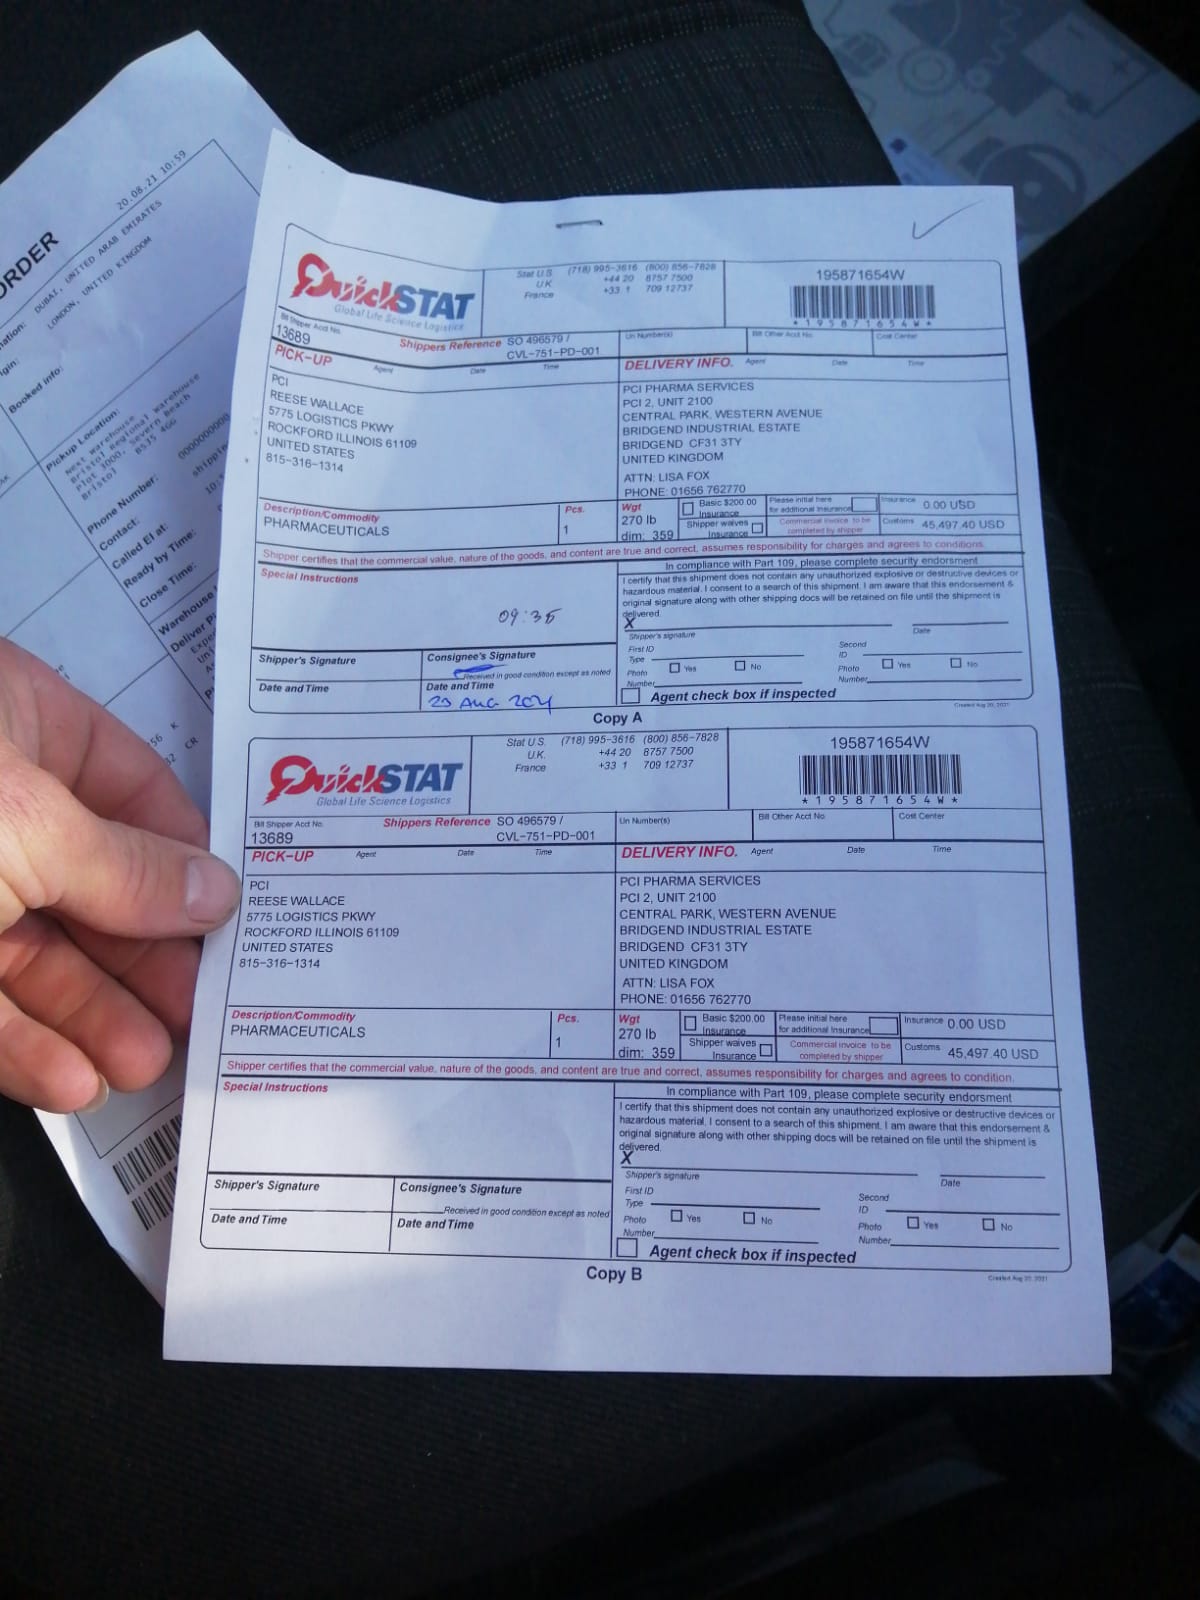 20.08.21 10:59
ORDER
DUBAI, UNITED ARAB EMIRATES
LONDON, UNITED KINGDOM
Booked info:
Pickup Location:
Next warehouse
Bristol Regional Warehouse
Plot 3000, Severn Beach
Bristol BS35 4GG
Phone Number:
Contact:
Called El at:
Ready by Time:
Close Time:
QuickSTAT
Global Life Science Logistics
Stat U.S. (718) 995-3616 (800) 856-7828
U.K. +44 20 8757 7500
France +33 1 709 12737
195871654W
*195871654W*
Bill Shipper Acct No.
13689
Shippers Reference SO 496579 /
CVL-751-PD-001
Un Number(s)
Bill Other Acct No.
Cost Center
PICK-UP Agent Date Time
DELIVERY INFO. Agent Date Time
PCI
REESE WALLACE
5775 LOGISTICS PKWY
ROCKFORD ILLINOIS 61109
UNITED STATES
815-316-1314
PCI PHARMA SERVICES
PCI 2, UNIT 2100
CENTRAL PARK, WESTERN AVENUE
BRIDGEND INDUSTRIAL ESTATE
BRIDGEND CF31 3TY
UNITED KINGDOM
ATTN: LISA FOX
PHONE: 01656 762770
Description/Commodity
PHARMACEUTICALS
Pcs.
1
Wgt
270 lb
dim: 359
Basic $200.00
Insurance
Shipper waives
Insurance
Please initial here
for additional Insurance
Commercial invoice to be
completed by shipper
Insurance 0.00 USD
Customs 45,497.40 USD
Shipper certifies that the commercial value, nature of the goods, and content are true and correct, assumes responsibility for charges and agrees to conditions.
Special Instructions
09:35
In compliance with Part 109, please complete security endorsment
I certify that this shipment does not contain any unauthorized explosive or destructive devices or
hazardous material. I consent to a search of this shipment. I am aware that this endorsement &
original signature along with other shipping docs will be retained on file until the shipment is
delivered.
X
Shipper's signature
Date
First ID
Type
Second
ID
Photo Yes No
Number
Photo Yes No
Number
Agent check box if inspected
Shipper's Signature
Consignee's Signature
Received in good condition except as noted
Date and Time
Date and Time
23 AUG 2021
Copy A
Created Aug 20, 2021
QuickSTAT
Global Life Science Logistics
Stat U.S. (718) 995-3616 (800) 856-7828
U.K. +44 20 8757 7500
France +33 1 709 12737
195871654W
*195871654W*
Bill Shipper Acct No.
13689
Shippers Reference SO 496579 /
CVL-751-PD-001
Un Number(s)
Bill Other Acct No.
Cost Center
PICK-UP Agent Date Time
DELIVERY INFO. Agent Date Time
PCI
REESE WALLACE
5775 LOGISTICS PKWY
ROCKFORD ILLINOIS 61109
UNITED STATES
815-316-1314
PCI PHARMA SERVICES
PCI 2, UNIT 2100
CENTRAL PARK, WESTERN AVENUE
BRIDGEND INDUSTRIAL ESTATE
BRIDGEND CF31 3TY
UNITED KINGDOM
ATTN: LISA FOX
PHONE: 01656 762770
Description/Commodity
PHARMACEUTICALS
Pcs.
1
Wgt
270 lb
dim: 359
Basic $200.00
Insurance
Shipper waives
Insurance
Please initial here
for additional Insurance
Commercial invoice to be
completed by shipper
Insurance 0.00 USD
Customs 45,497.40 USD
Shipper certifies that the commercial value, nature of the goods, and content are true and correct, assumes responsibility for charges and agrees to condition.
Special Instructions
In compliance with Part 109, please complete security endorsment
I certify that this shipment does not contain any unauthorized explosive or destructive devices or
hazardous material. I consent to a search of this shipment. I am aware that this endorsement &
original signature along with other shipping docs will be retained on file until the shipment is
delivered.
X
Shipper's signature
Date
First ID
Type
Second
ID
Photo Yes No
Number
Photo Yes No
Number
Agent check box if inspected
Shipper's Signature
Consignee's Signature
Received in good condition except as noted
Date and Time
Date and Time
Copy B
Created Aug 20, 2021